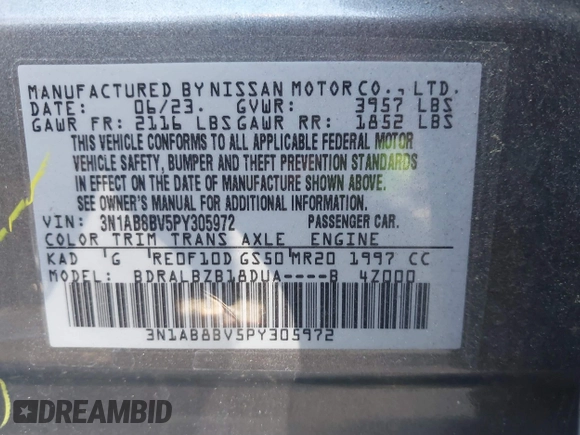 MANUFACTURED BY NISSAN MOTOR CO., LTD.
DATE: 06/23. GVWR: 3957 LBS
GAWR FR: 2116 LBS GAWR RR: 1852 LBS
THIS VEHICLE CONFORMS TO ALL APPLICABLE FEDERAL MOTOR
VEHICLE SAFETY, BUMPER AND THEFT PREVENTION STANDARDS
IN EFFECT ON THE DATE OF MANUFACTURE SHOWN ABOVE.
SEE OWNER'S MANUAL FOR ADDITIONAL INFORMATION.
VIN: 3N1AB8BV5PY305972 PASSENGER CAR.
COLOR TRIM TRANS AXLE ENGINE
KAD G RE0F10D GS50 MR20 1997 CC
MODEL: BDRALBZB18DUA----B 4Z000
3N1AB8BV5PY305972
DREAMBID